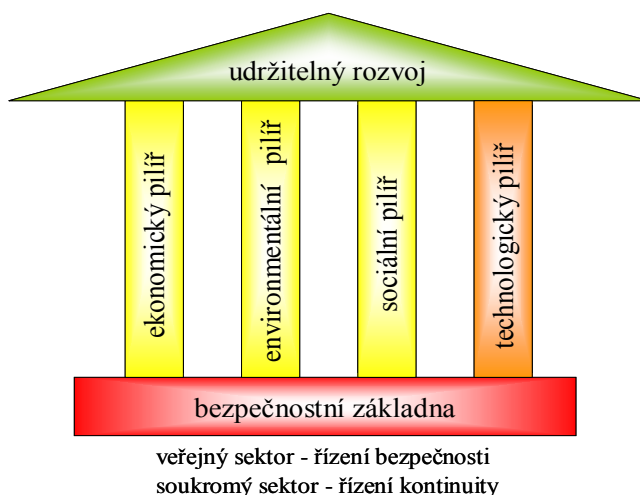 udržitelný rozvoj
ekonomický pilíř
environmentální pilíř
sociální pilíř
technologický pilíř
bezpečnostní základna
veřejný sektor - řízení bezpečnosti
soukromý sektor - řízení kontinuity